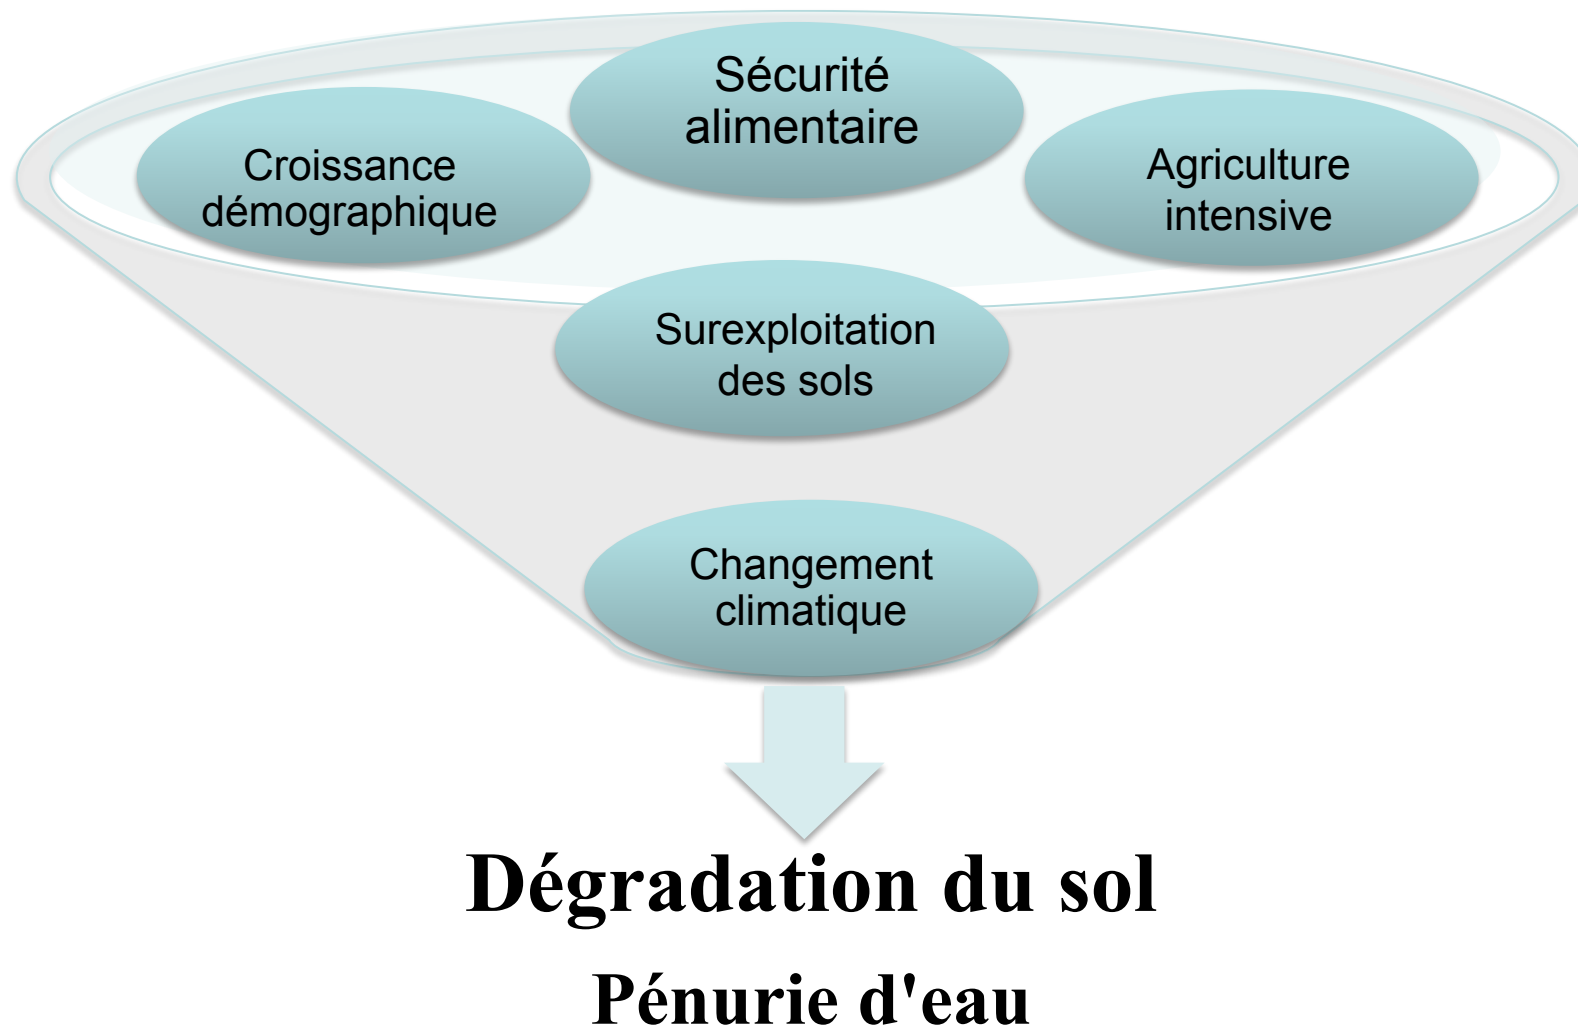 Sécurité
alimentaire
Croissance
démographique
Agriculture
intensive
Surexploitation
des sols
Changement
climatique
Dégradation du sol
Pénurie d'eau